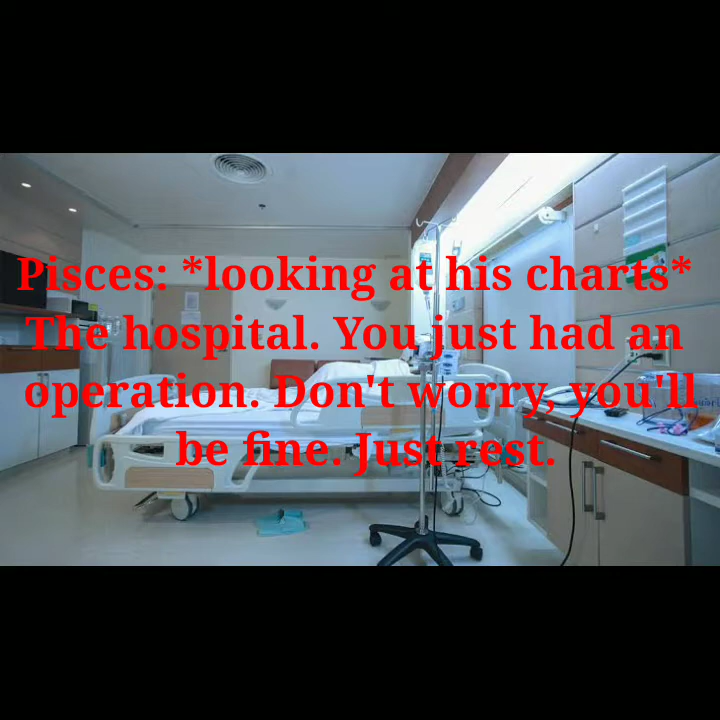 Pisces: *looking at his charts*
The hospital. You just had an
operation. Don't worry, you'll
be fine. Just rest.